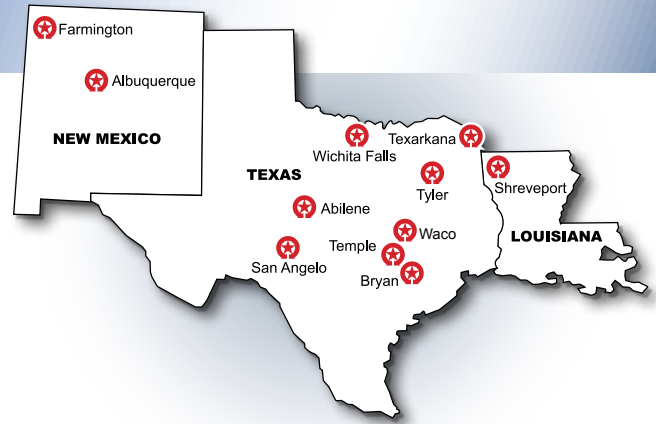 Farmington
Albuquerque
NEW MEXICO
Wichita Falls
Texarkana
TEXAS
Tyler
Shreveport
Abilene
Waco
LOUISIANA
Temple
San Angelo
Bryan